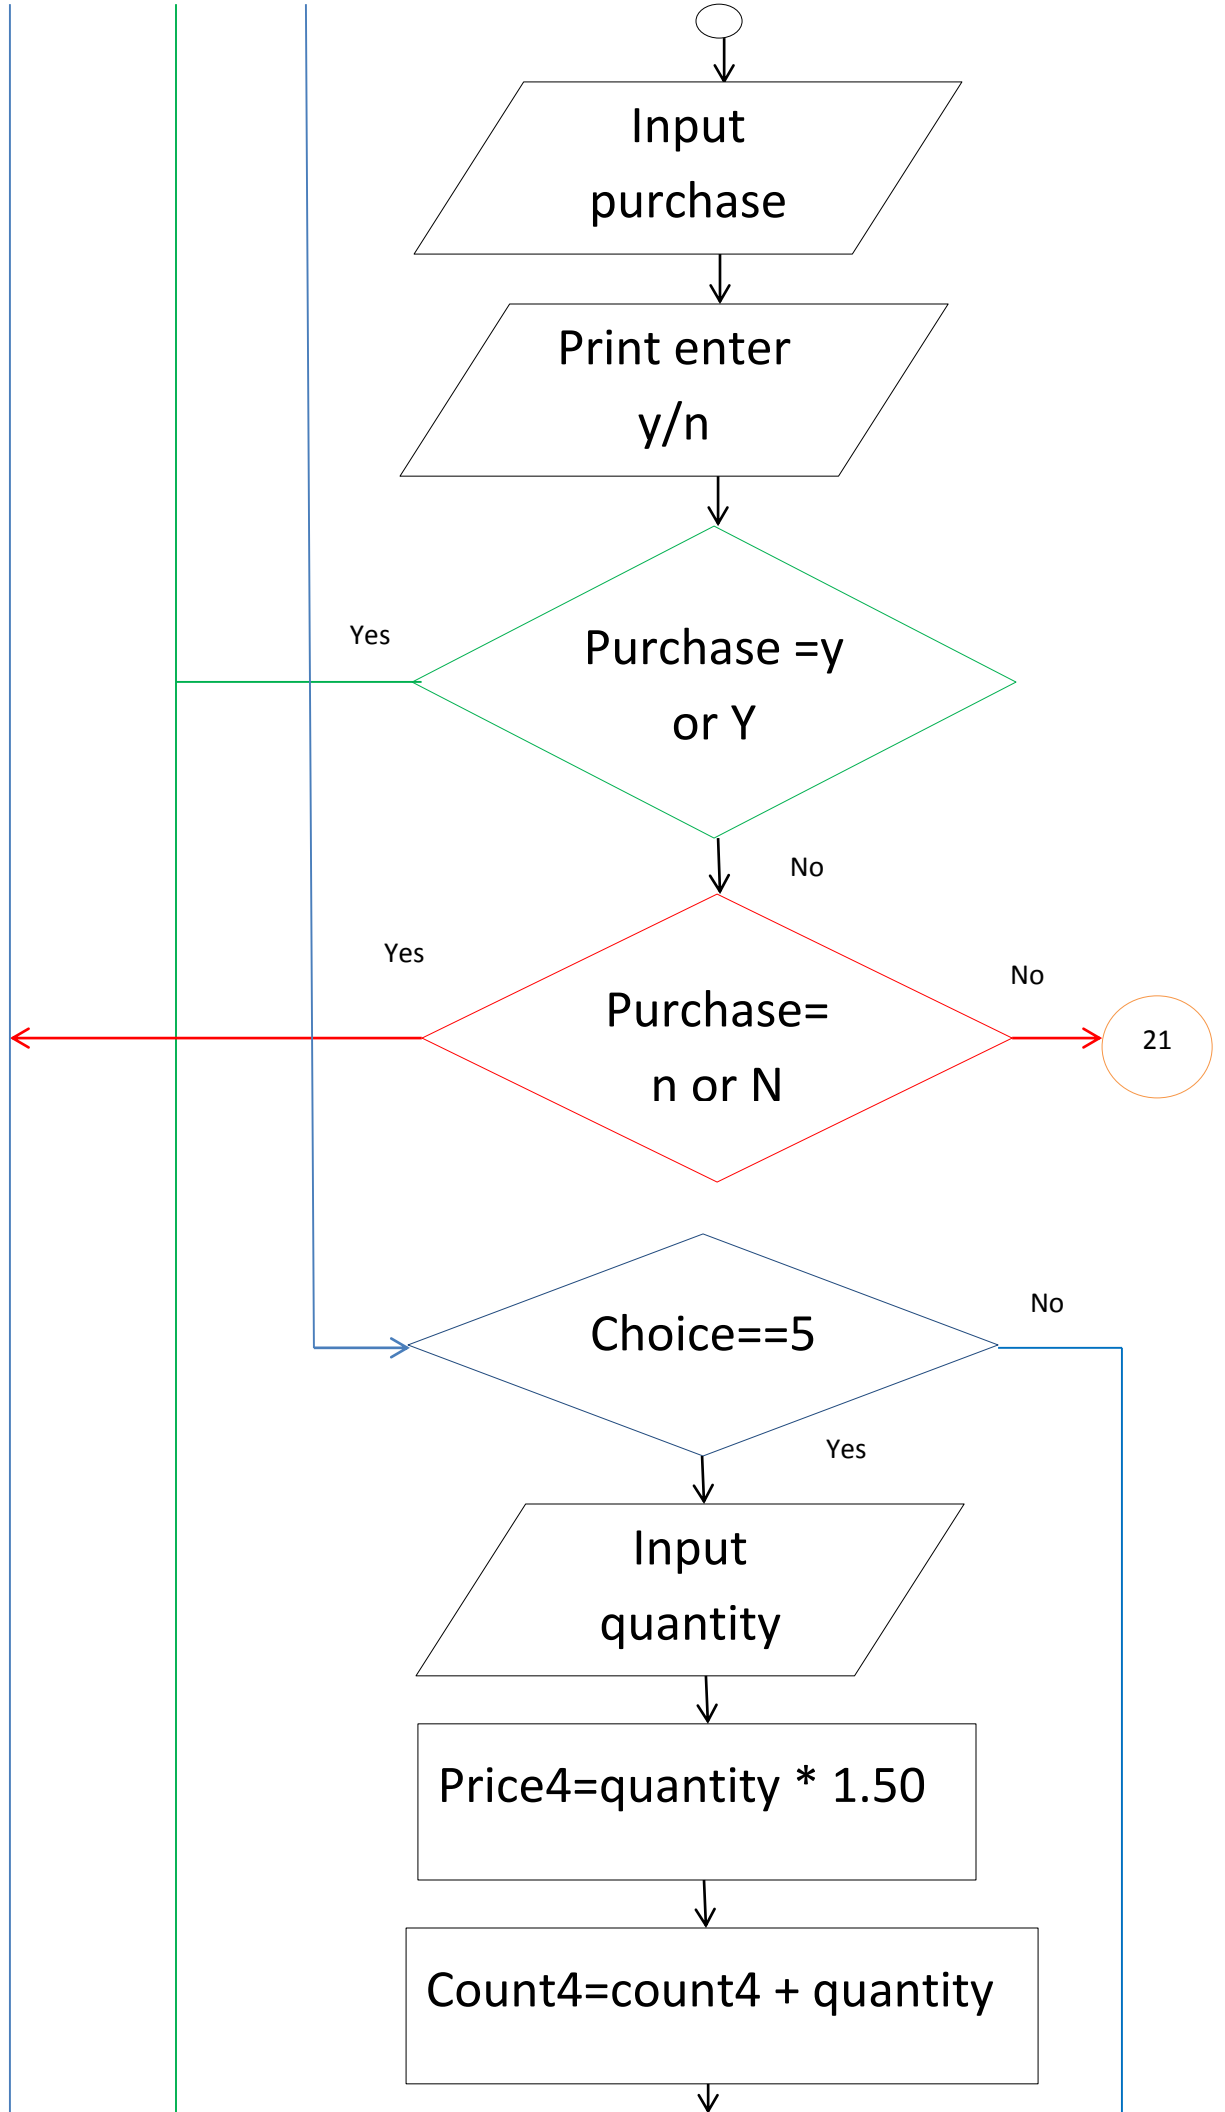 Input
purchase
Print enter
y/n
Yes
Purchase =y
or Y
No
Yes
No
Purchase=
n or N
21
Choice==5
No
Yes
Input
quantity
Price4=quantity * 1.50
Count4=count4 + quantity